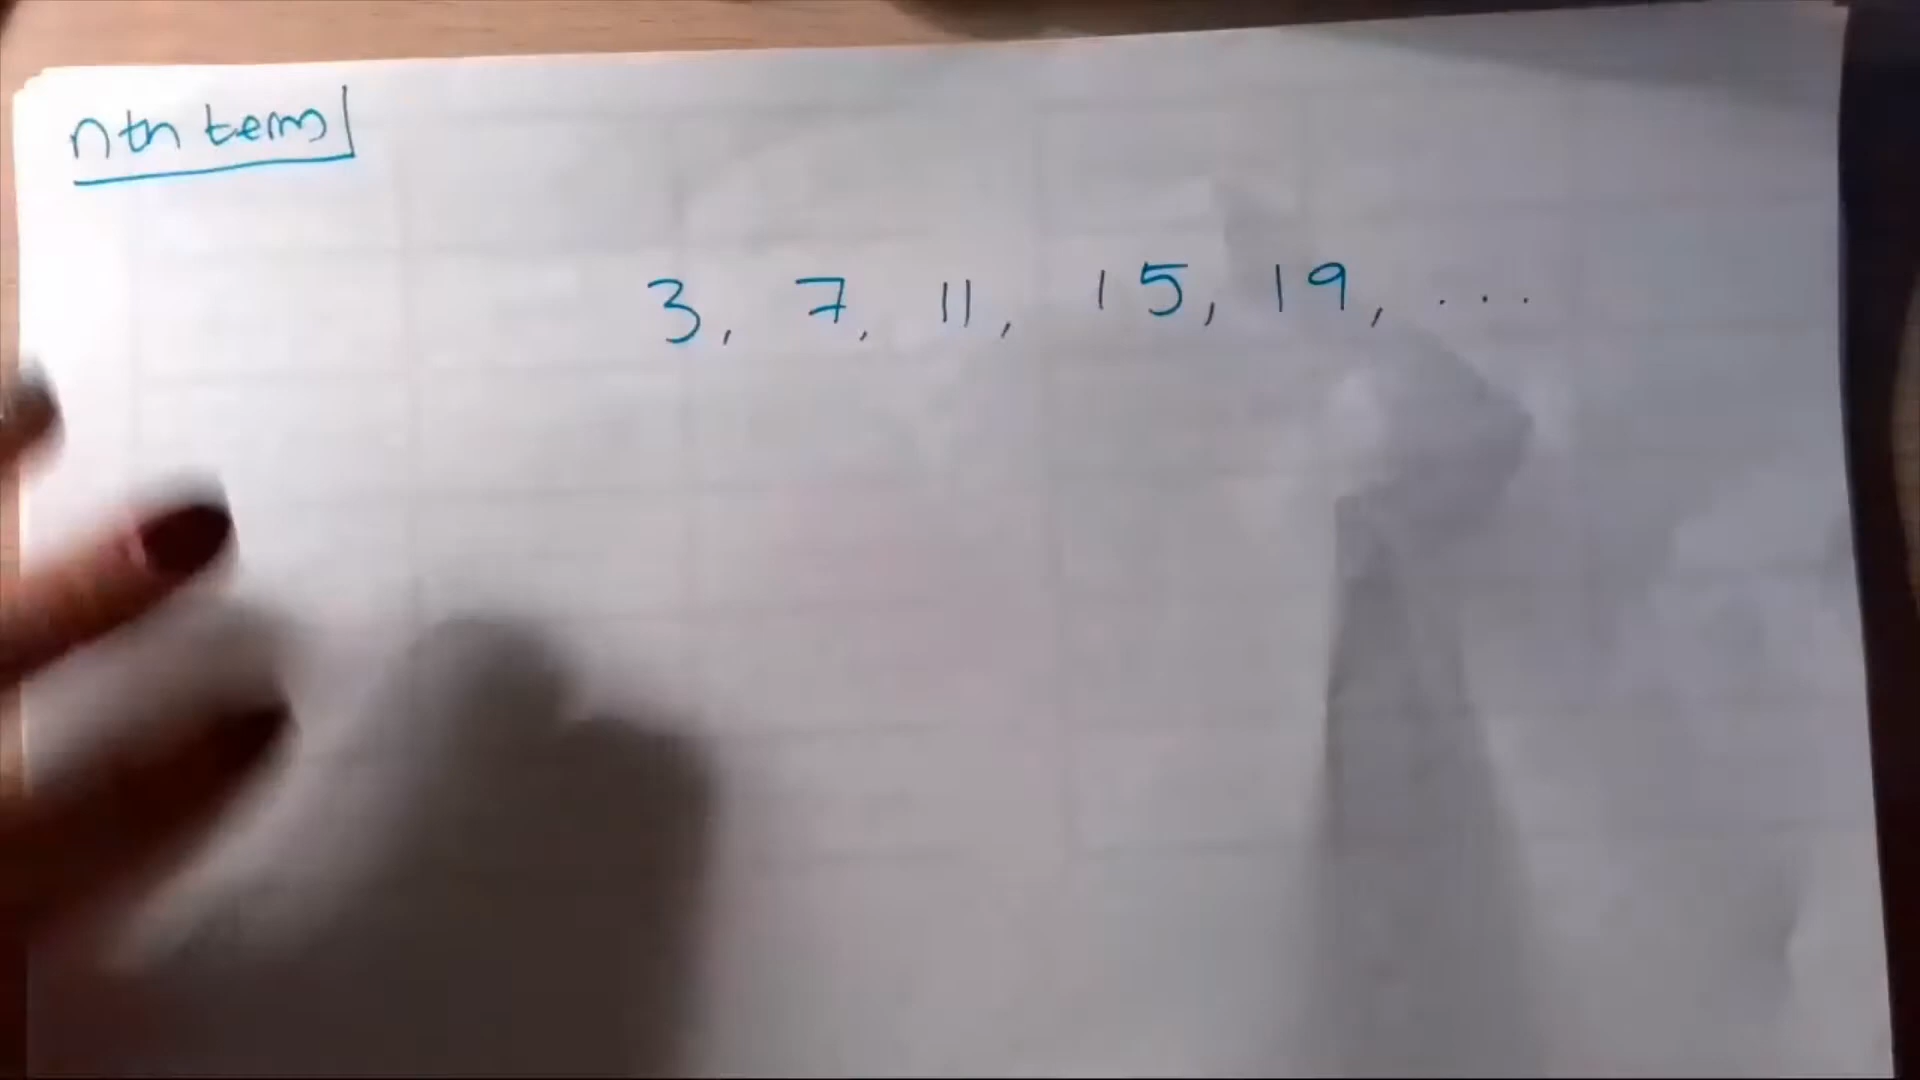 nth term
3, 7, 11, 15, 19, ...